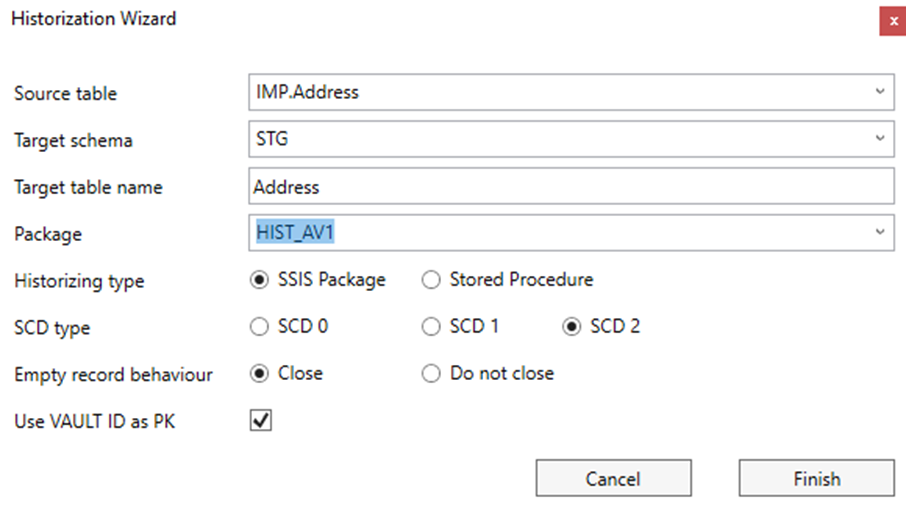 Historization Wizard
x
Source table IMP.Address
Target schema STG
Target table name Address
Package HIST_AV1
Historizing type SSIS Package Stored Procedure
SCD type SCD 0 SCD 1 SCD 2
Empty record behaviour Close Do not close
Use VAULT ID as PK
Cancel Finish